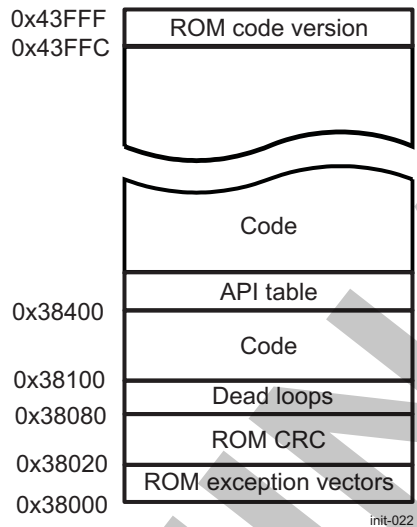 0x43FFF
ROM code version
0x43FFC
Code
API table
0x38400
Code
0x38100
Dead loops
0x38080
ROM CRC
0x38020
ROM exception vectors
0x38000
init-022